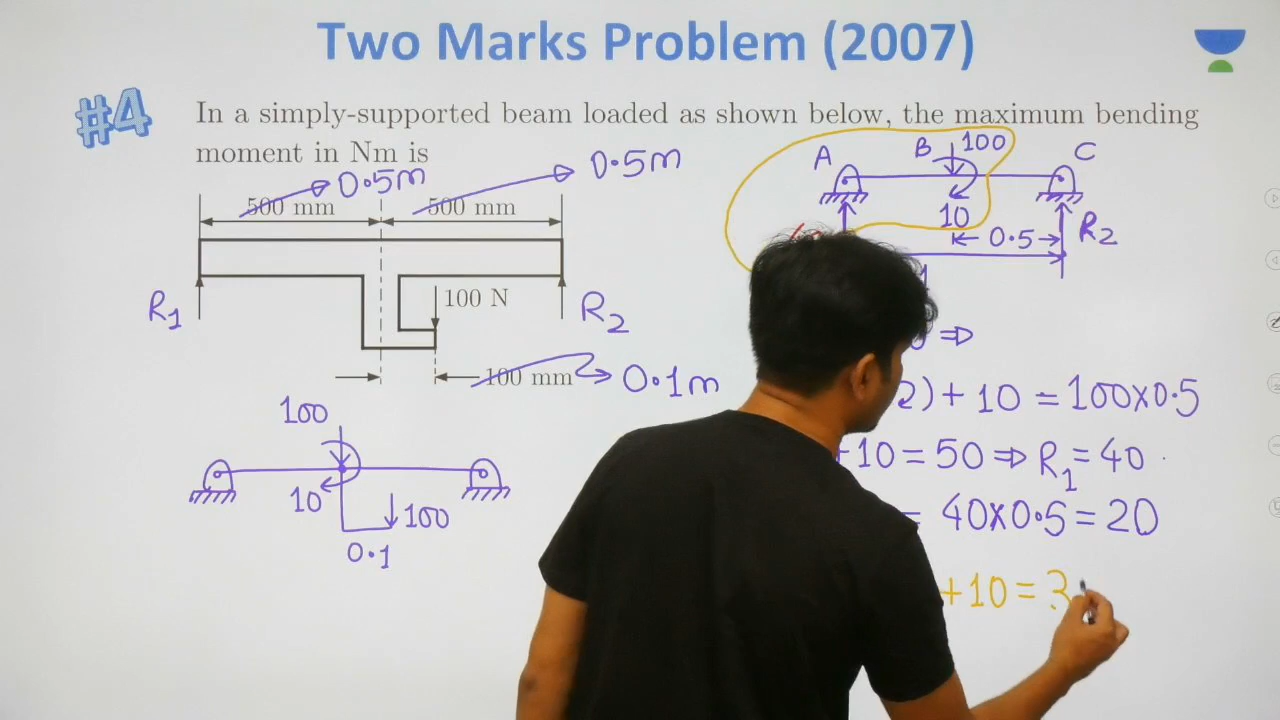 Two Marks Problem (2007)
#4
In a simply-supported beam loaded as shown below, the maximum bending
moment in Nm is
0.5m
0.5m
500 mm
500 mm
R1
R2
100 N
100 mm
0.1m
100
10
100
0.1
A
B
100
C
10
0.5
R2
⇒
2)+10 = 100×0.5
+10 = 50 ⇒ R1 = 40
= 40×0.5 = 20
+10 = 3